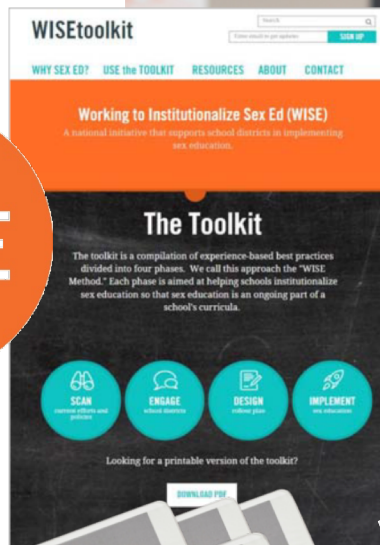 WISEtoolkit
Search
Enter email to get updates
SIGN UP
WHY SEX ED?
USE the TOOLKIT
RESOURCES
ABOUT
CONTACT
Working to Institutionalize Sex Ed (WISE)
A national initiative that supports school districts in implementing
sex education.
E
The Toolkit
The toolkit is a compilation of experience-based best practices
divided into four phases. We call this approach the "WISE
Method." Each phase is aimed at helping schools institutionalize
sex education so that sex education is an ongoing part of a
school's curricula.
SCAN
current efforts and
policies
ENGAGE
school districts
DESIGN
rollout plan
IMPLEMENT
sex education
Looking for a printable version of the toolkit?
DOWNLOAD PDF